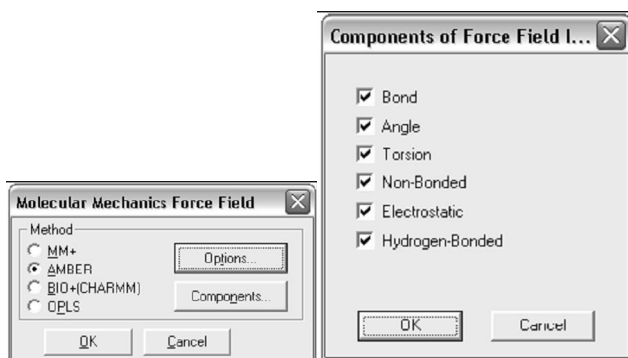 Molecular Mechanics Force Field
Method
MM+
AMBER
BIO+(CHARMM)
OPLS
Options...
Components...
OK
Cancel
Components of Force Field I...
Bond
Angle
Torsion
Non-Bonded
Electrostatic
Hydrogen-Bonded
OK
Cancel